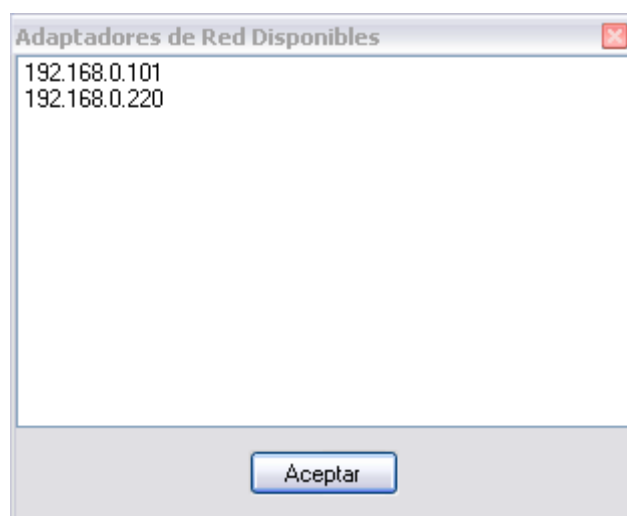 Adaptadores de Red Disponibles
192.168.0.101
192.168.0.220
Aceptar